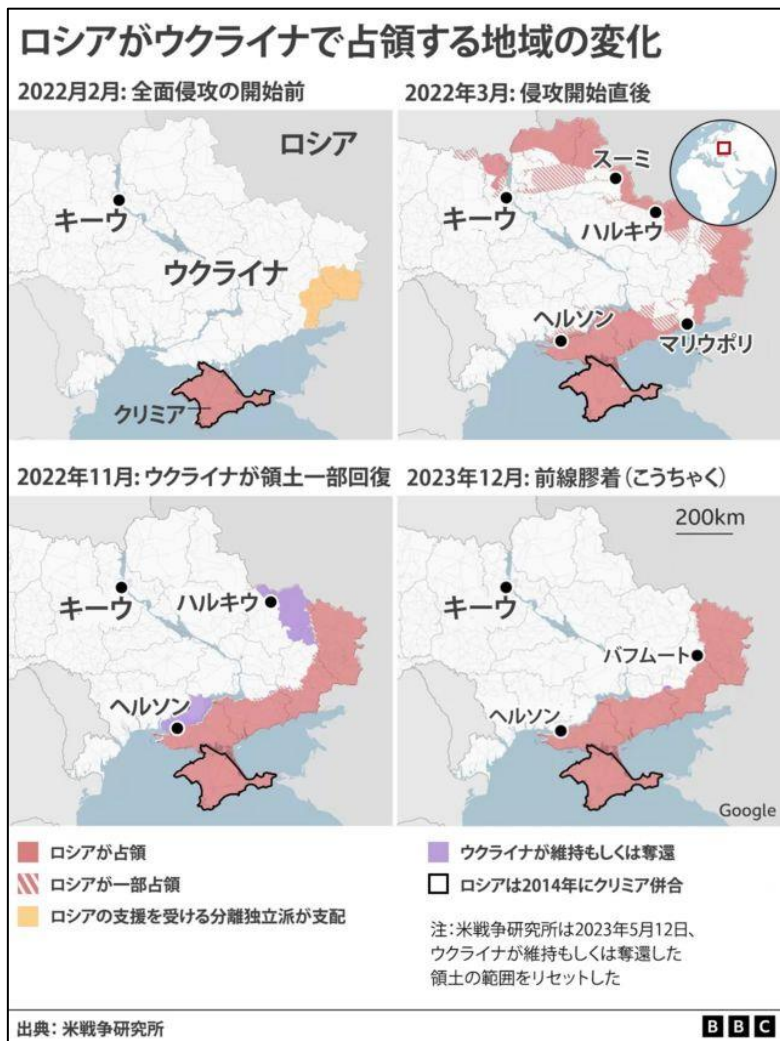 ロシアがウクライナで占領する地域の変化
2022月2月: 全面侵攻の開始前
ロシア
キーウ
ウクライナ
クリミア
2022年3月: 侵攻開始直後
スーミ
キーウ
ハルキウ
ヘルソン
マリウポリ
2022年11月: ウクライナが領土一部回復
キーウ
ハルキウ
ヘルソン
2023年12月: 前線膠着（こうちゃく）
200km
キーウ
バフムート
ヘルソン
Google
ロシアが占領
ロシアが一部占領
ロシアの支援を受ける分離独立派が支配
ウクライナが維持もしくは奪還
ロシアは2014年にクリミア併合
注：米戦争研究所は2023年5月12日、
ウクライナが維持もしくは奪還した
領土の範囲をリセットした
出典：米戦争研究所
BBC